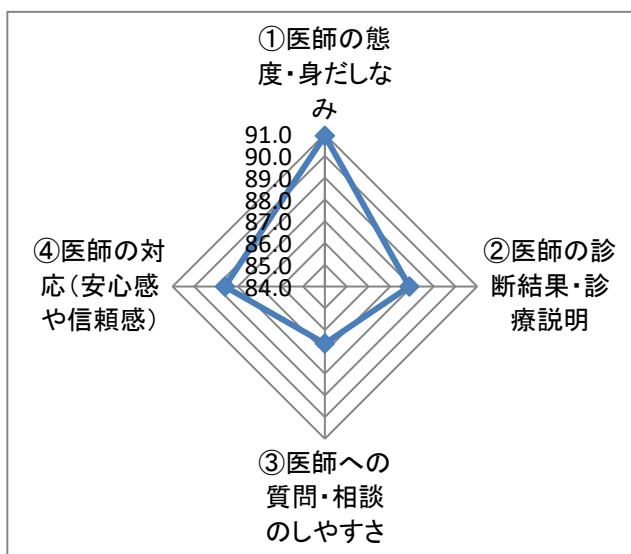 ①医師の態
度・身だしな
み
91.0
90.0
89.0
88.0
87.0
86.0
85.0
84.0
④医師の対
応(安心感
や信頼感)
②医師の診
断結果・診
療説明
③医師への
質問・相談
のしやすさ